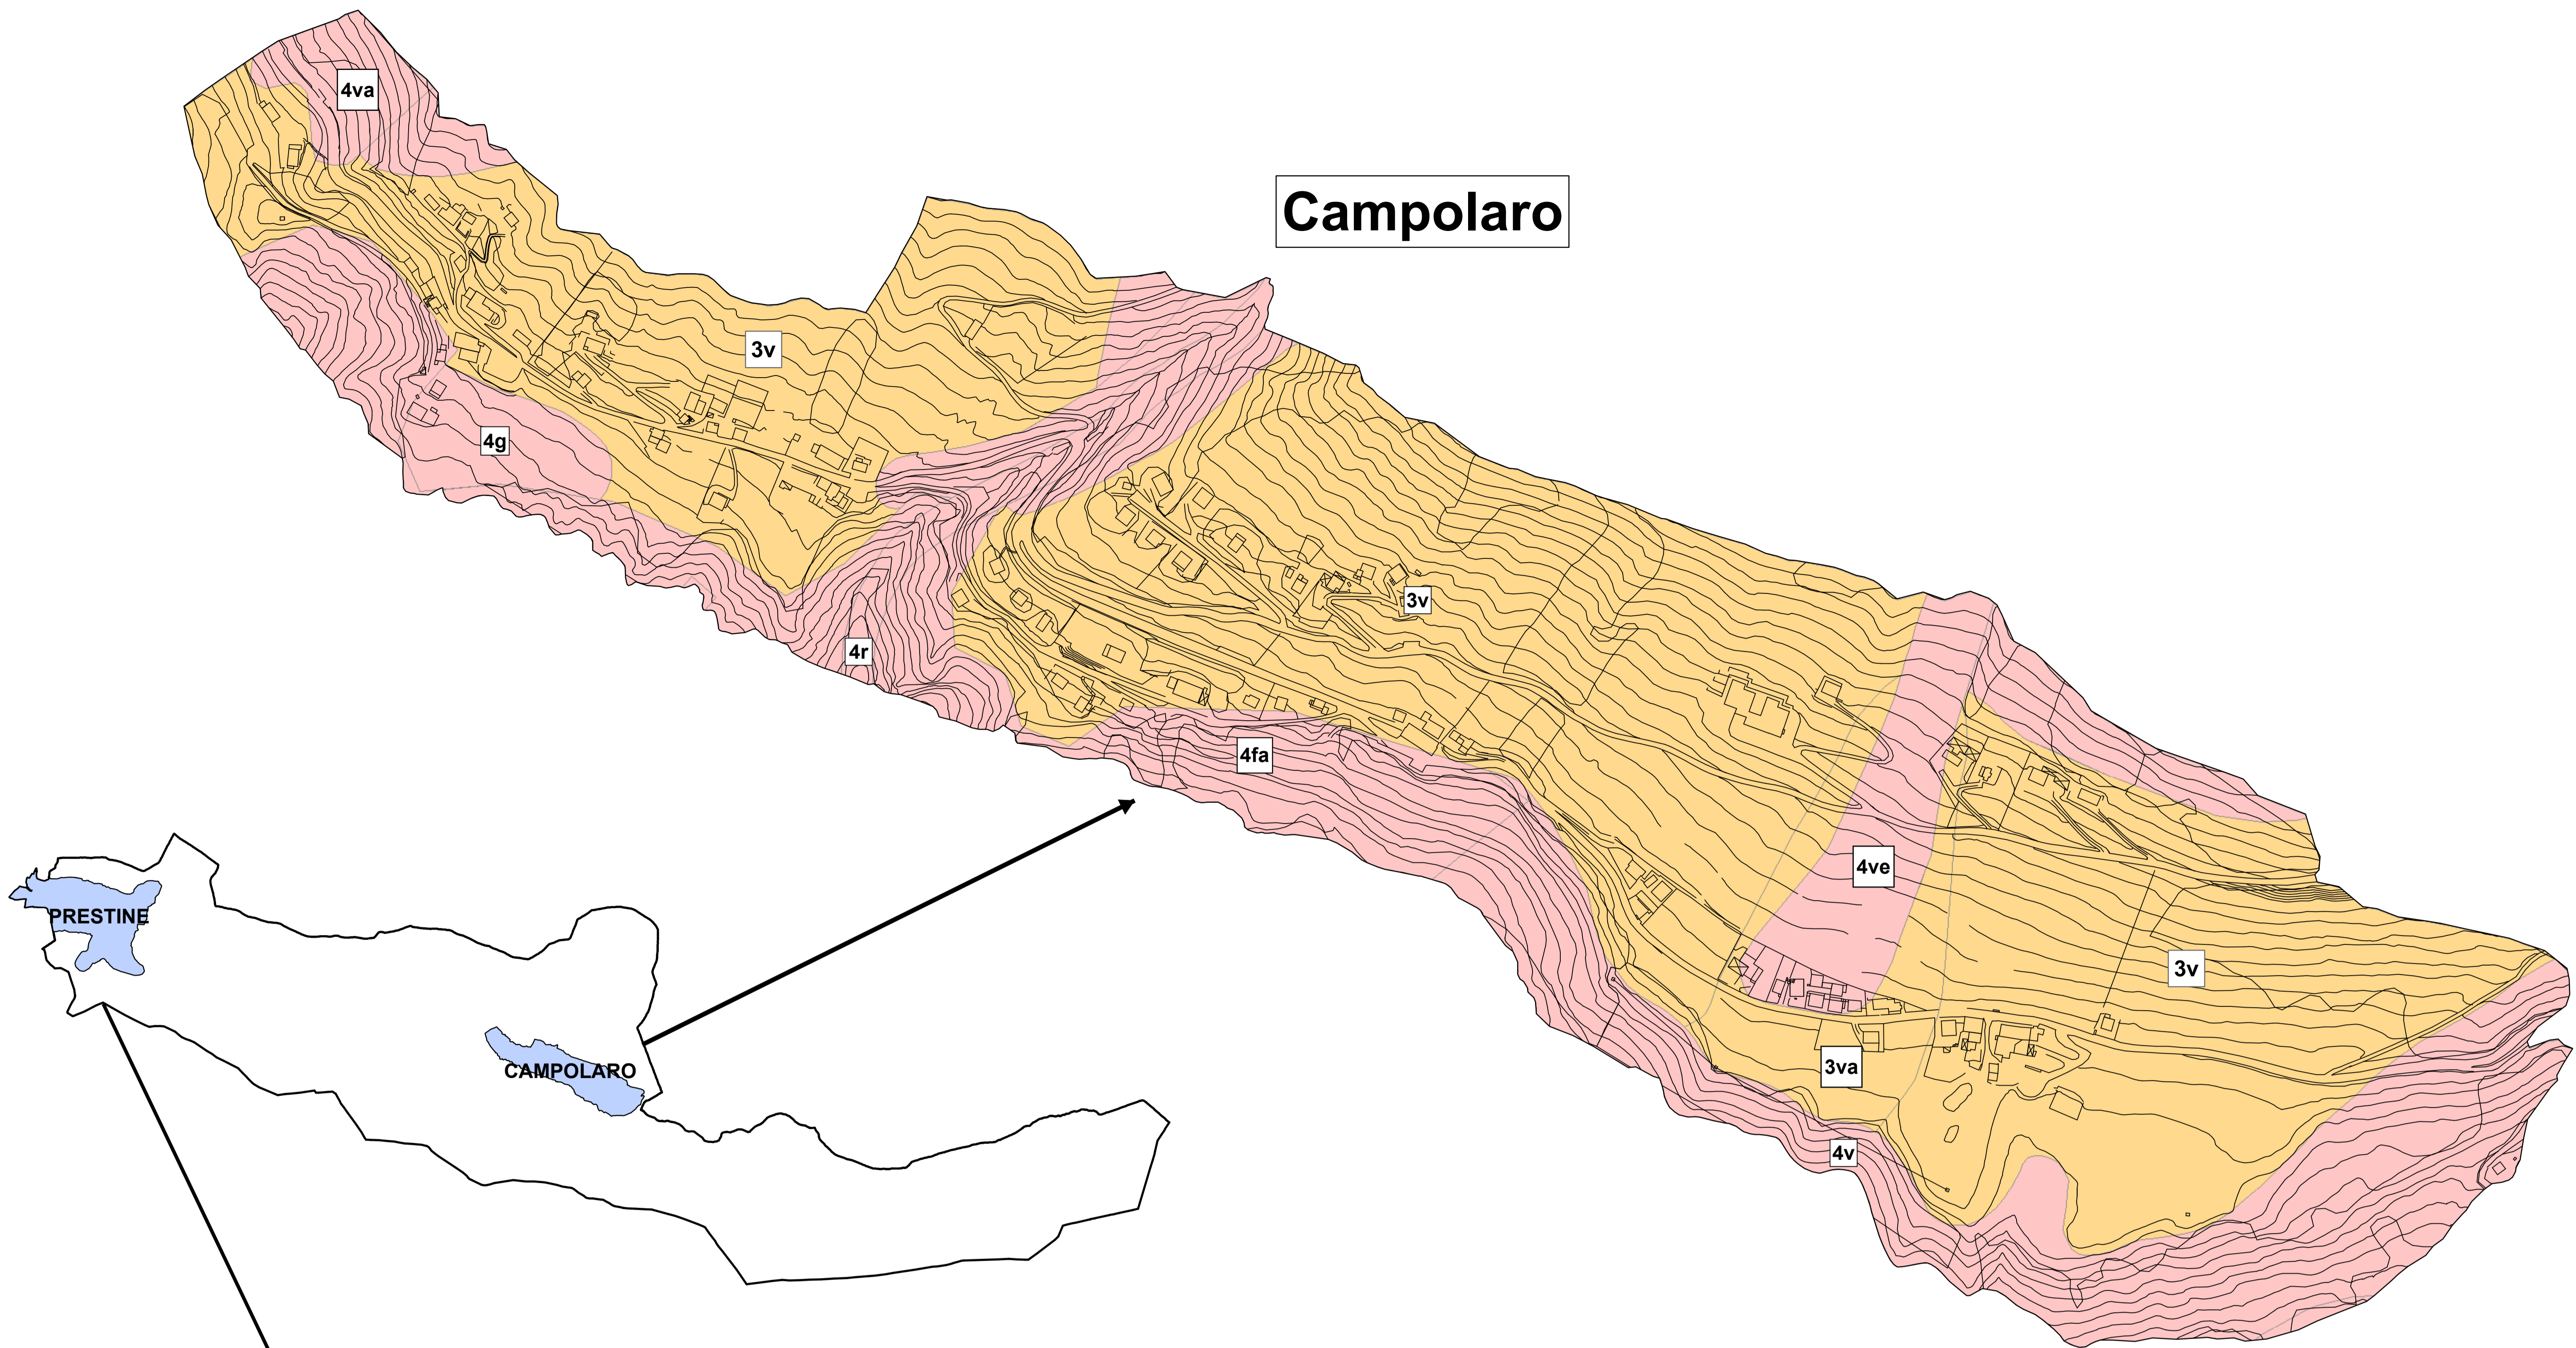 4va
Campolaro
3v
4g
3v
4r
4fa
4ve
PRESTINE
3v
CAMPOLARO
3va
4v